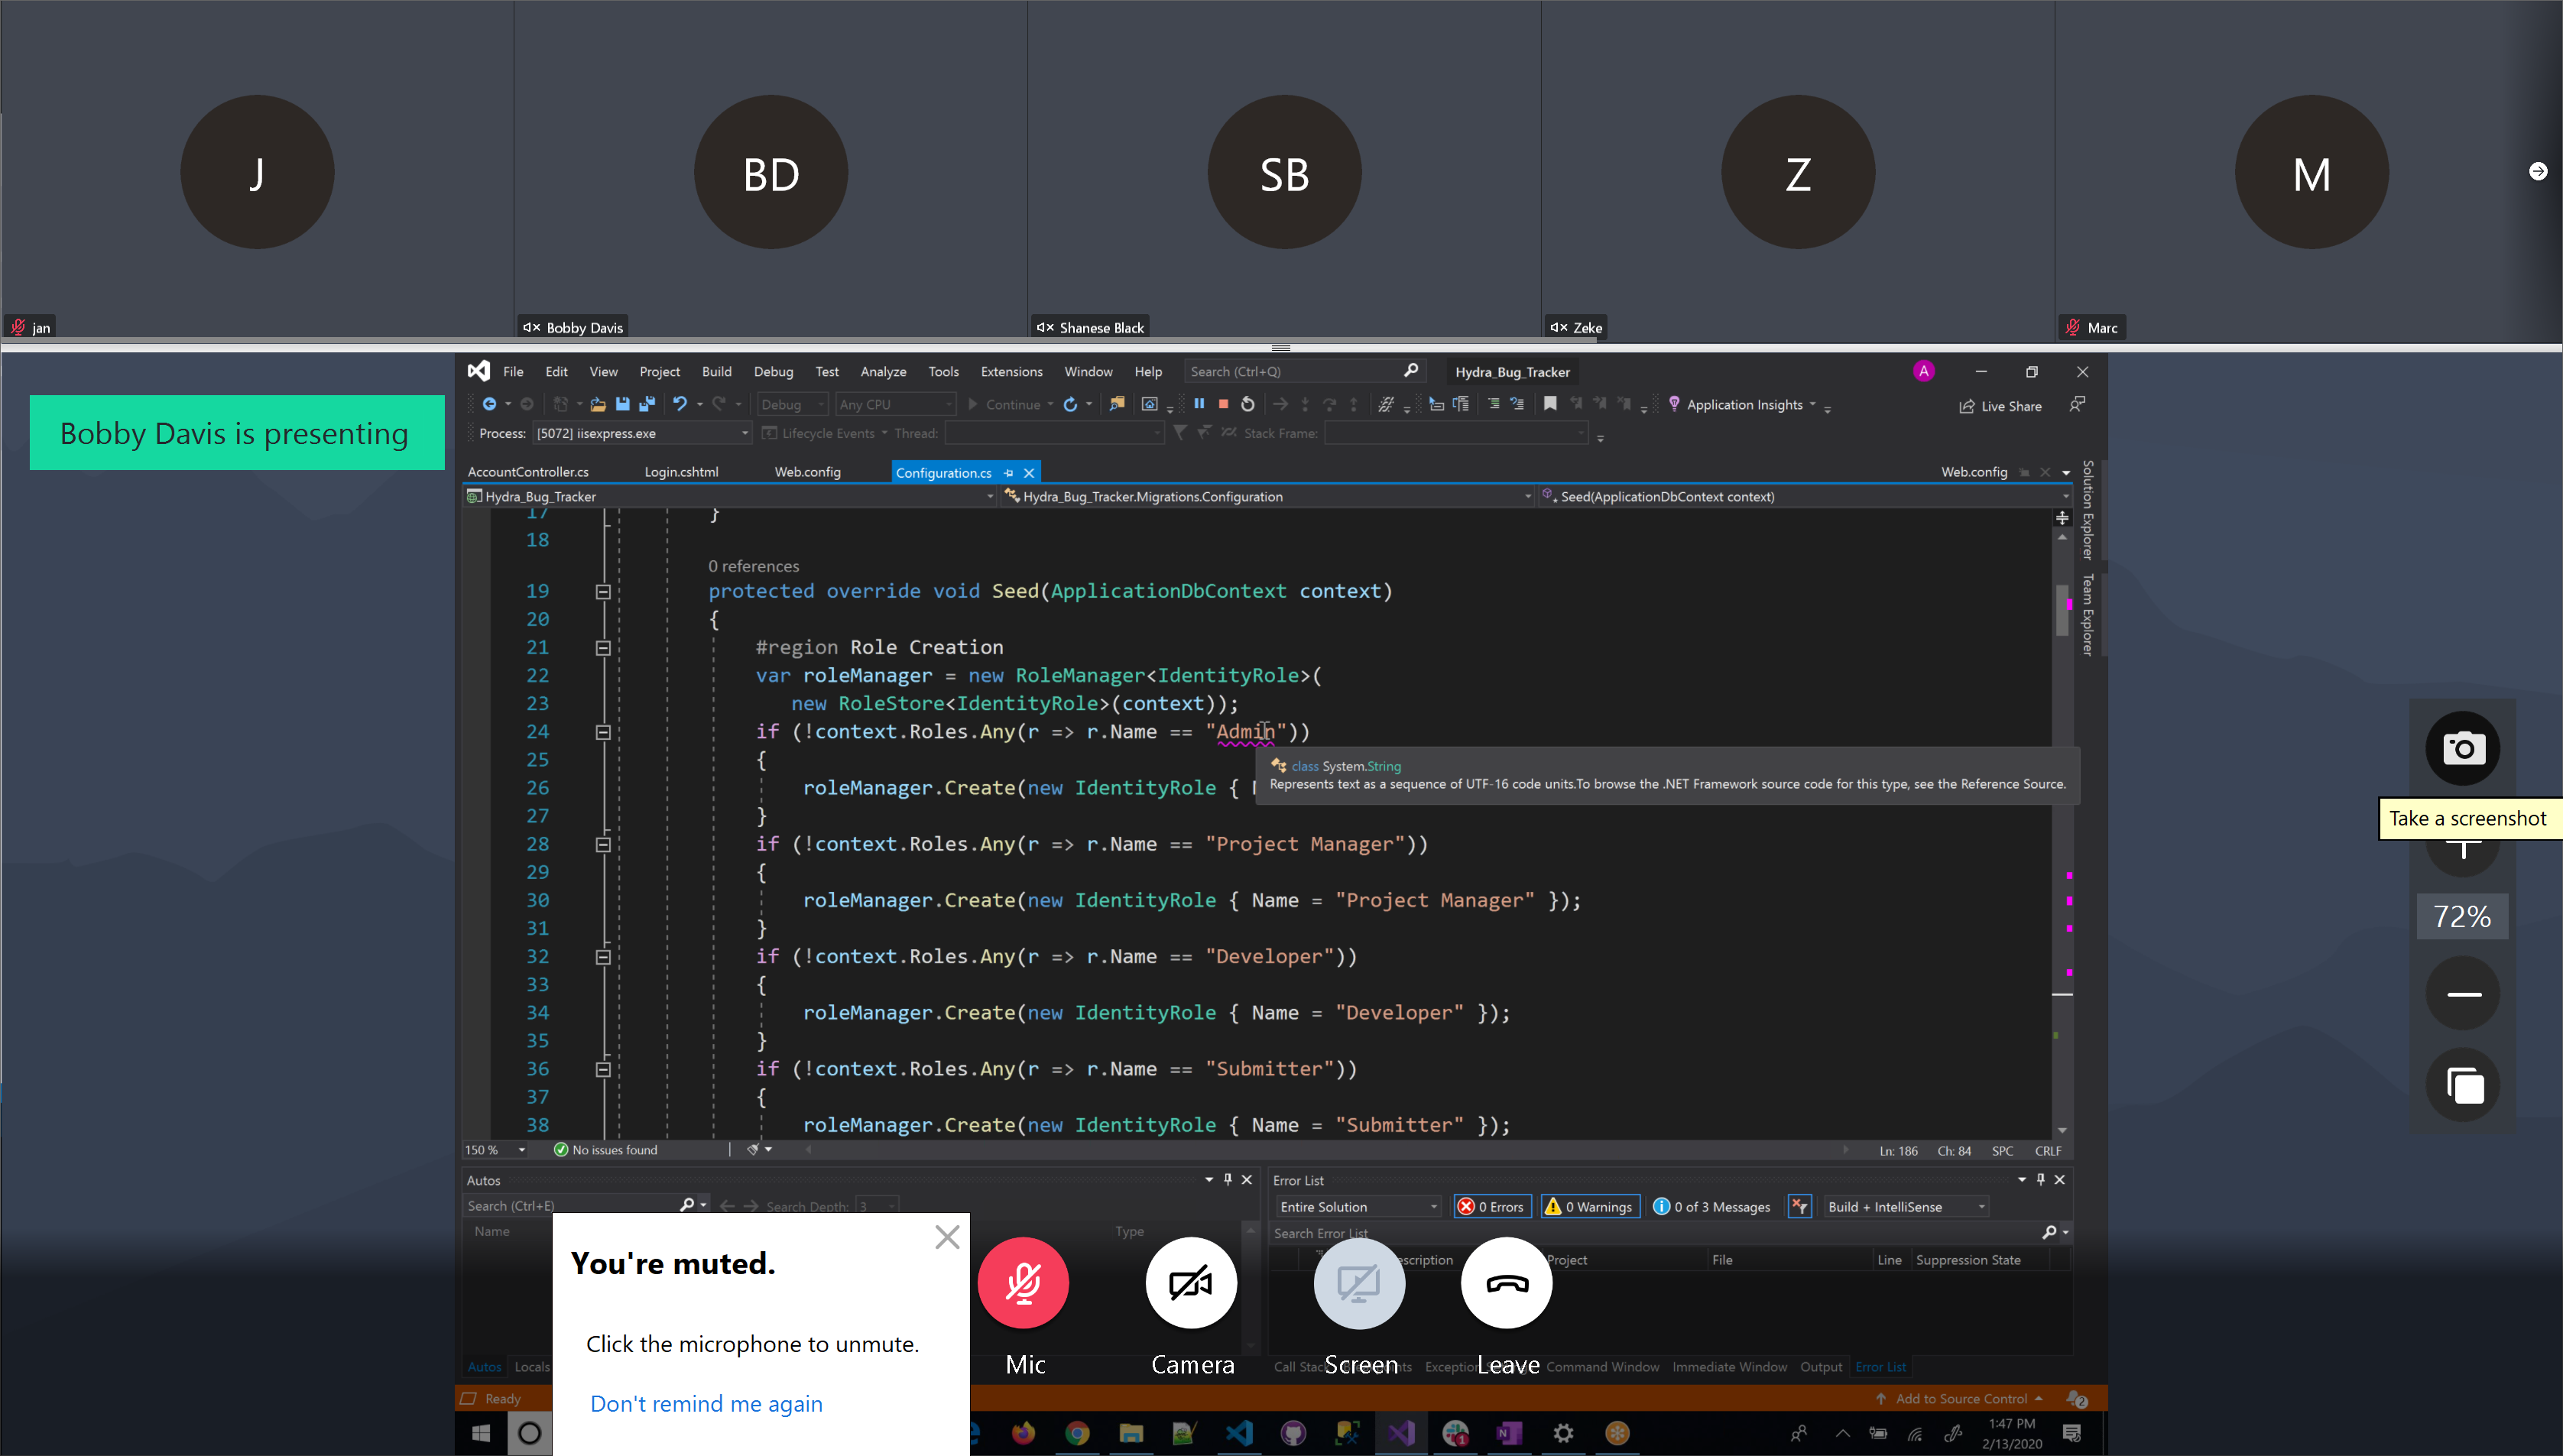 J
BD
SB
Z
M
jan
Bobby Davis
Shanese Black
Zeke
Marc
Bobby Davis is presenting
File Edit View Project Build Debug Test Analyze Tools Extensions Window Help Search (Ctrl+Q) Hydra_Bug_Tracker A
Debug Any CPU Continue Application Insights Live Share
Process: [5072] iisexpress.exe Lifecycle Events Thread: Stack Frame:
AccountController.cs Login.cshtml Web.config Configuration.cs Web.config
Hydra_Bug_Tracker Hydra_Bug_Tracker.Migrations.Configuration Seed(ApplicationDbContext context)
Solution Explorer
Team Explorer
17 }
18
0 references
19 protected override void Seed(ApplicationDbContext context)
20 {
21 #region Role Creation
22 var roleManager = new RoleManager<IdentityRole>(
23 new RoleStore<IdentityRole>(context));
24 if (!context.Roles.Any(r => r.Name == "Admin"))
25 {
class System.String
Represents text as a sequence of UTF-16 code units.To browse the .NET Framework source code for this type, see the Reference Source.
26 roleManager.Create(new IdentityRole {
27 }
28 if (!context.Roles.Any(r => r.Name == "Project Manager"))
29 {
30 roleManager.Create(new IdentityRole { Name = "Project Manager" });
31 }
32 if (!context.Roles.Any(r => r.Name == "Developer"))
33 {
34 roleManager.Create(new IdentityRole { Name = "Developer" });
35 }
36 if (!context.Roles.Any(r => r.Name == "Submitter"))
37 {
38 roleManager.Create(new IdentityRole { Name = "Submitter" });
Take a screenshot
72%
150 % No issues found Ln: 186 Ch: 84 SPC CRLF
Autos
Search (Ctrl+E) Search Depth: 3
Name Type
Error List
Entire Solution 0 Errors 0 Warnings 0 of 3 Messages Build + IntelliSense
Search Error List
Project File Line Suppression State
You're muted.
Click the microphone to unmute.
Don't remind me again
Mic Camera Screen Leave
Autos Locals
Call Stack Command Window Immediate Window Output Error List
Ready Add to Source Control 2
1
1:47 PM
2/13/2020